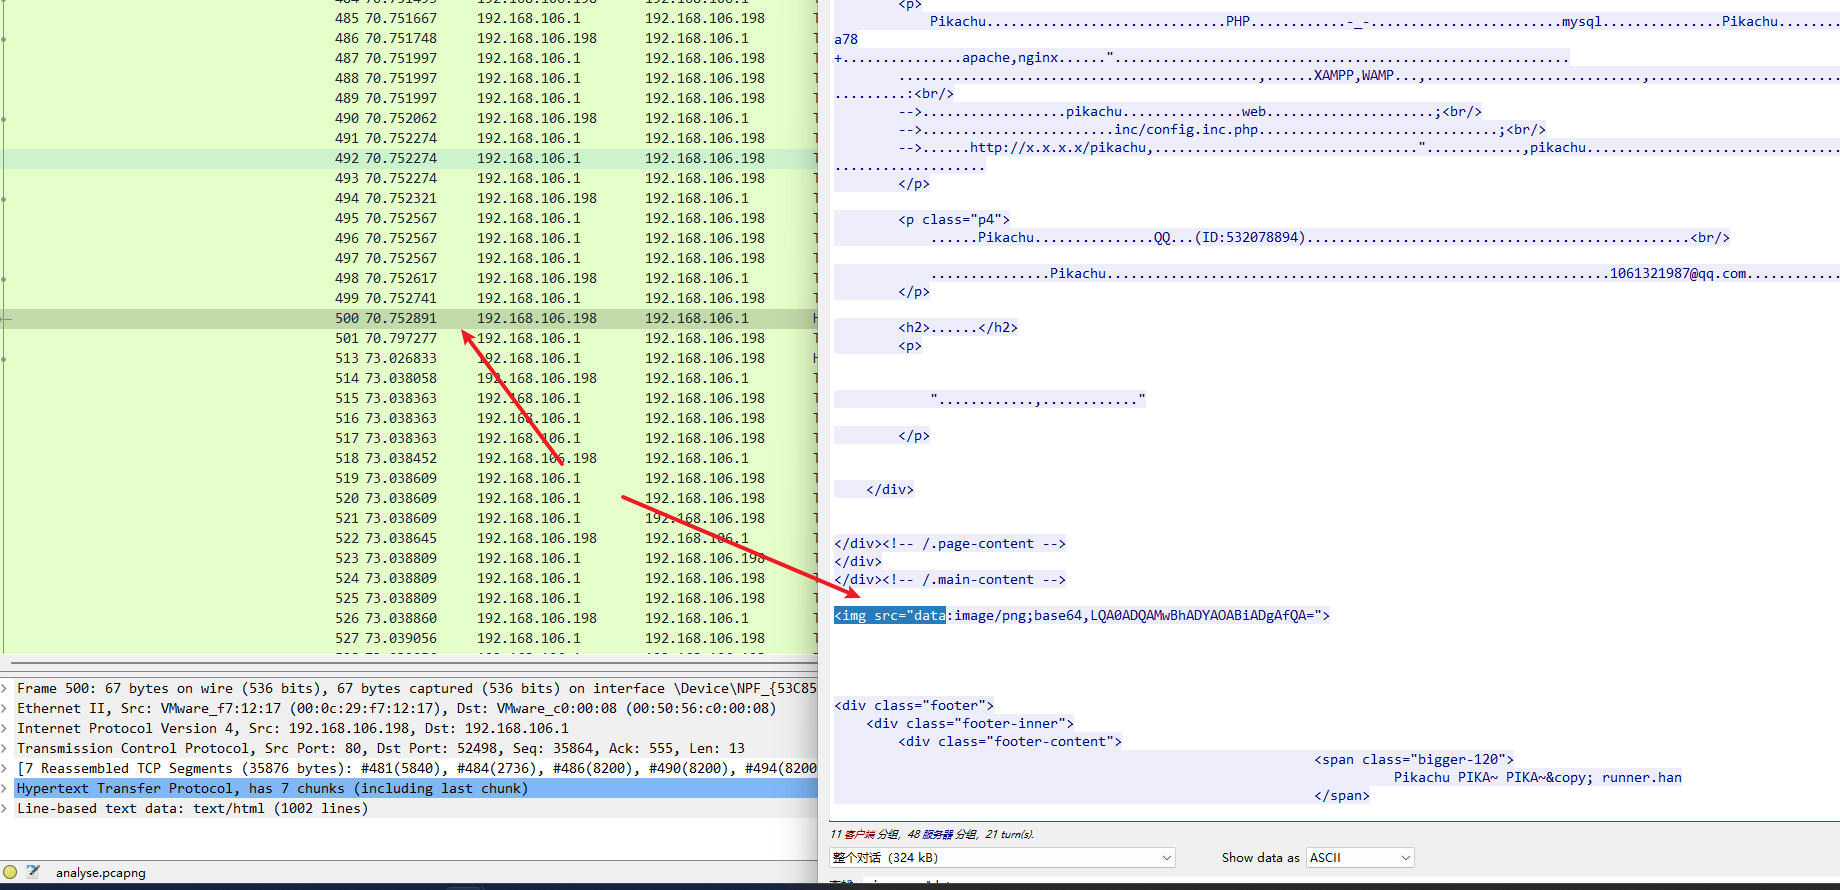 485 70.751667 192.168.106.1 192.168.106.198
486 70.751748 192.168.106.198 192.168.106.1
487 70.751997 192.168.106.1 192.168.106.198
488 70.751997 192.168.106.1 192.168.106.198
489 70.751997 192.168.106.1 192.168.106.198
490 70.752062 192.168.106.198 192.168.106.1
491 70.752274 192.168.106.1 192.168.106.198
492 70.752274 192.168.106.1 192.168.106.198
493 70.752274 192.168.106.1 192.168.106.198
494 70.752321 192.168.106.198 192.168.106.1
495 70.752567 192.168.106.1 192.168.106.198
496 70.752567 192.168.106.1 192.168.106.198
497 70.752567 192.168.106.1 192.168.106.198
498 70.752617 192.168.106.198 192.168.106.1
499 70.752741 192.168.106.1 192.168.106.198
500 70.752891 192.168.106.198 192.168.106.1
501 70.797277 192.168.106.1 192.168.106.198
513 73.026833 192.168.106.1 192.168.106.198
514 73.038058 192.168.106.198 192.168.106.1
515 73.038363 192.168.106.1 192.168.106.198
516 73.038363 192.168.106.1 192.168.106.198
517 73.038363 192.168.106.1 192.168.106.198
518 73.038452 192.168.106.198 192.168.106.1
519 73.038609 192.168.106.1 192.168.106.198
520 73.038609 192.168.106.1 192.168.106.198
521 73.038609 192.168.106.1 192.168.106.198
522 73.038645 192.168.106.198 192.168.106.1
523 73.038809 192.168.106.1 192.168.106.198
524 73.038809 192.168.106.1 192.168.106.198
525 73.038809 192.168.106.1 192.168.106.198
526 73.038860 192.168.106.198 192.168.106.1
527 73.039056 192.168.106.1 192.168.106.198
Frame 500: 67 bytes on wire (536 bits), 67 bytes captured (536 bits) on interface \Device\NPF_{53C85
Ethernet II, Src: VMware_f7:12:17 (00:0c:29:f7:12:17), Dst: VMware_c0:00:08 (00:50:56:c0:00:08)
Internet Protocol Version 4, Src: 192.168.106.198, Dst: 192.168.106.1
Transmission Control Protocol, Src Port: 80, Dst Port: 52498, Seq: 35864, Ack: 555, Len: 13
[7 Reassembled TCP Segments (35876 bytes): #481(5840), #484(2736), #486(8200), #490(8200), #494(8200
Hypertext Transfer Protocol, has 7 chunks (including last chunk)
Line-based text data: text/html (1002 lines)
analyse.pcapng
<p>
Pikachu..............................PHP............-_-........................mysql...............Pikachu........
a78
+...............apache,nginx......".........................................................
.............................................,......XAMPP,WAMP...,...........................,........................
.........:<br/>
-->..................pikachu...............web.....................;<br/>
-->........................inc/config.inc.php..............................;<br/>
-->......http://x.x.x.x/pikachu,................................."............,pikachu................................
...................
</p>
<p class="p4">
......Pikachu...............QQ...(ID:532078894)................................................<br/>
...............Pikachu...............................................................1061321987@qq.com............
</p>
<h2>......</h2>
<p>
"............,............"
</p>
</div>
</div><!-- /.page-content -->
</div>
</div><!-- /.main-content -->
<img src="data:image/png;base64,LQA0ADQAMwBhADYAOABiADgAfQA=">
<div class="footer">
<div class="footer-inner">
<div class="footer-content">
<span class="bigger-120">
Pikachu PIKA~ PIKA~&copy; runner.han
</span>
11 客户端 分组, 48 服务器 分组, 21 turn(s).
整个对话 (324 kB) Show data as ASCII